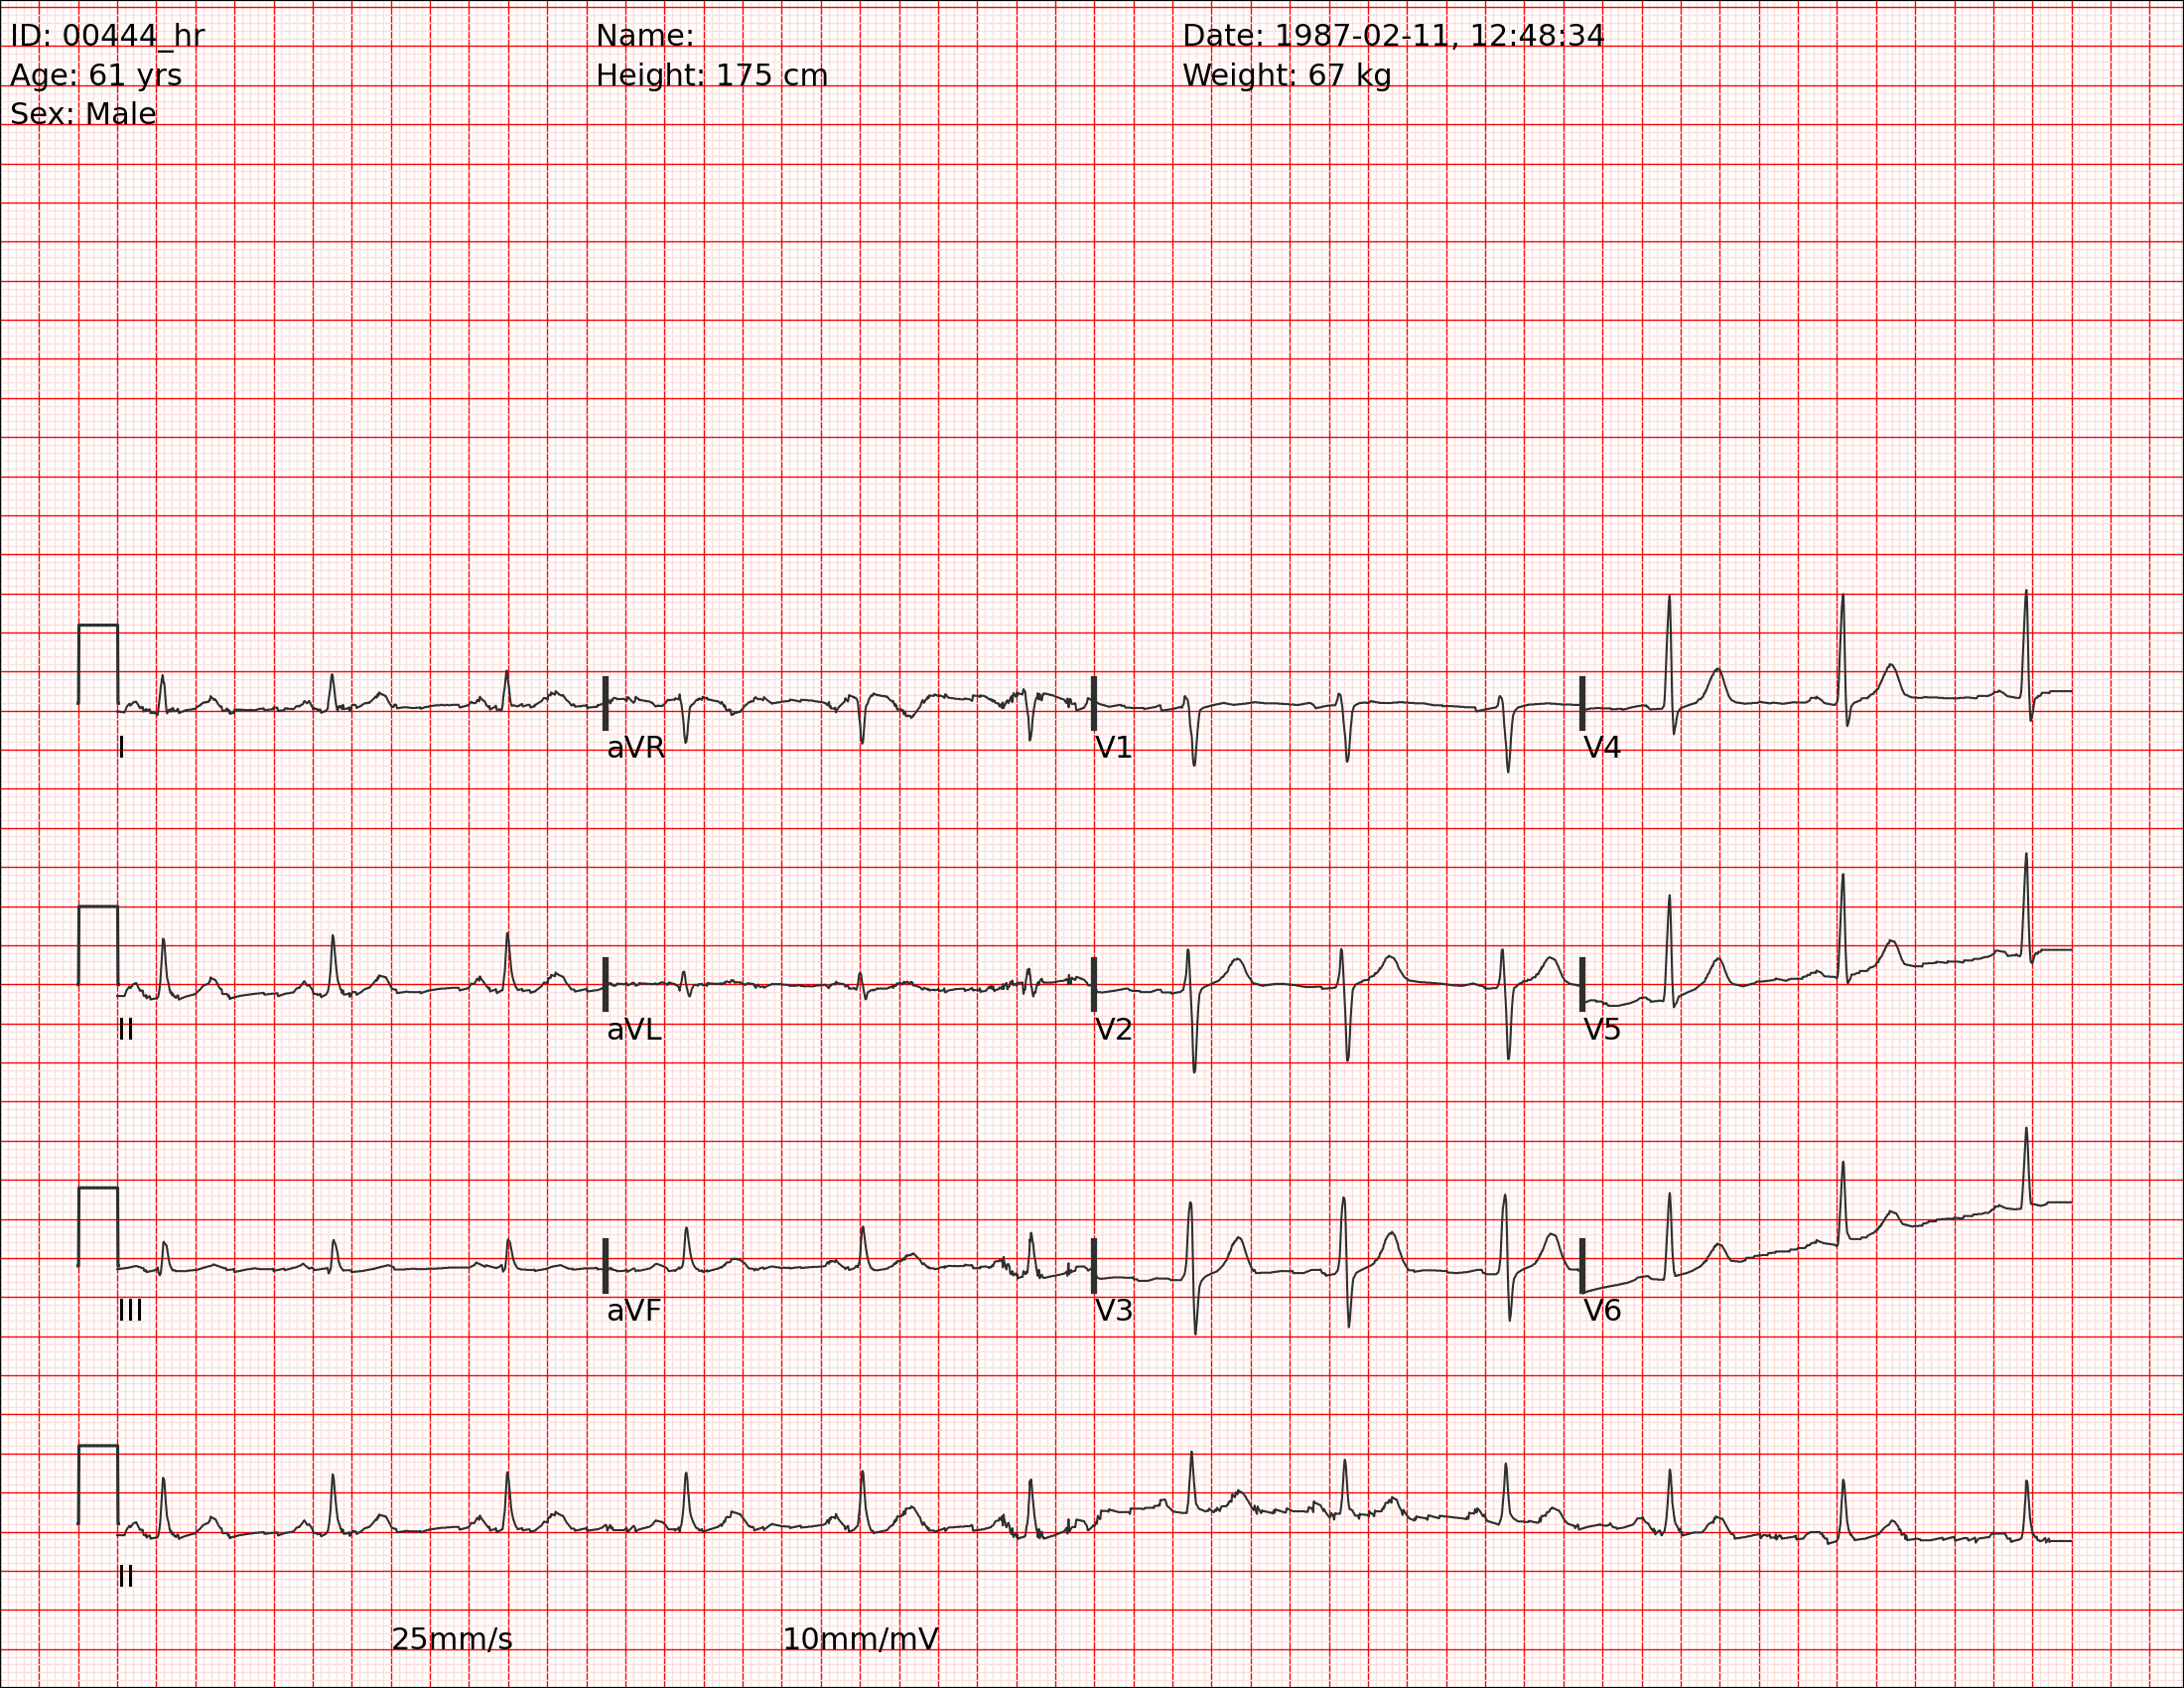 ID: 00444_hr
Name:
Date: 1987-02-11, 12:48:34
Age: 61 yrs
Height: 175 cm
Weight: 67 kg
Sex: Male
I
aVR
V1
V4
II
aVL
V2
V5
III
aVF
V3
V6
II
25mm/s
10mm/mV